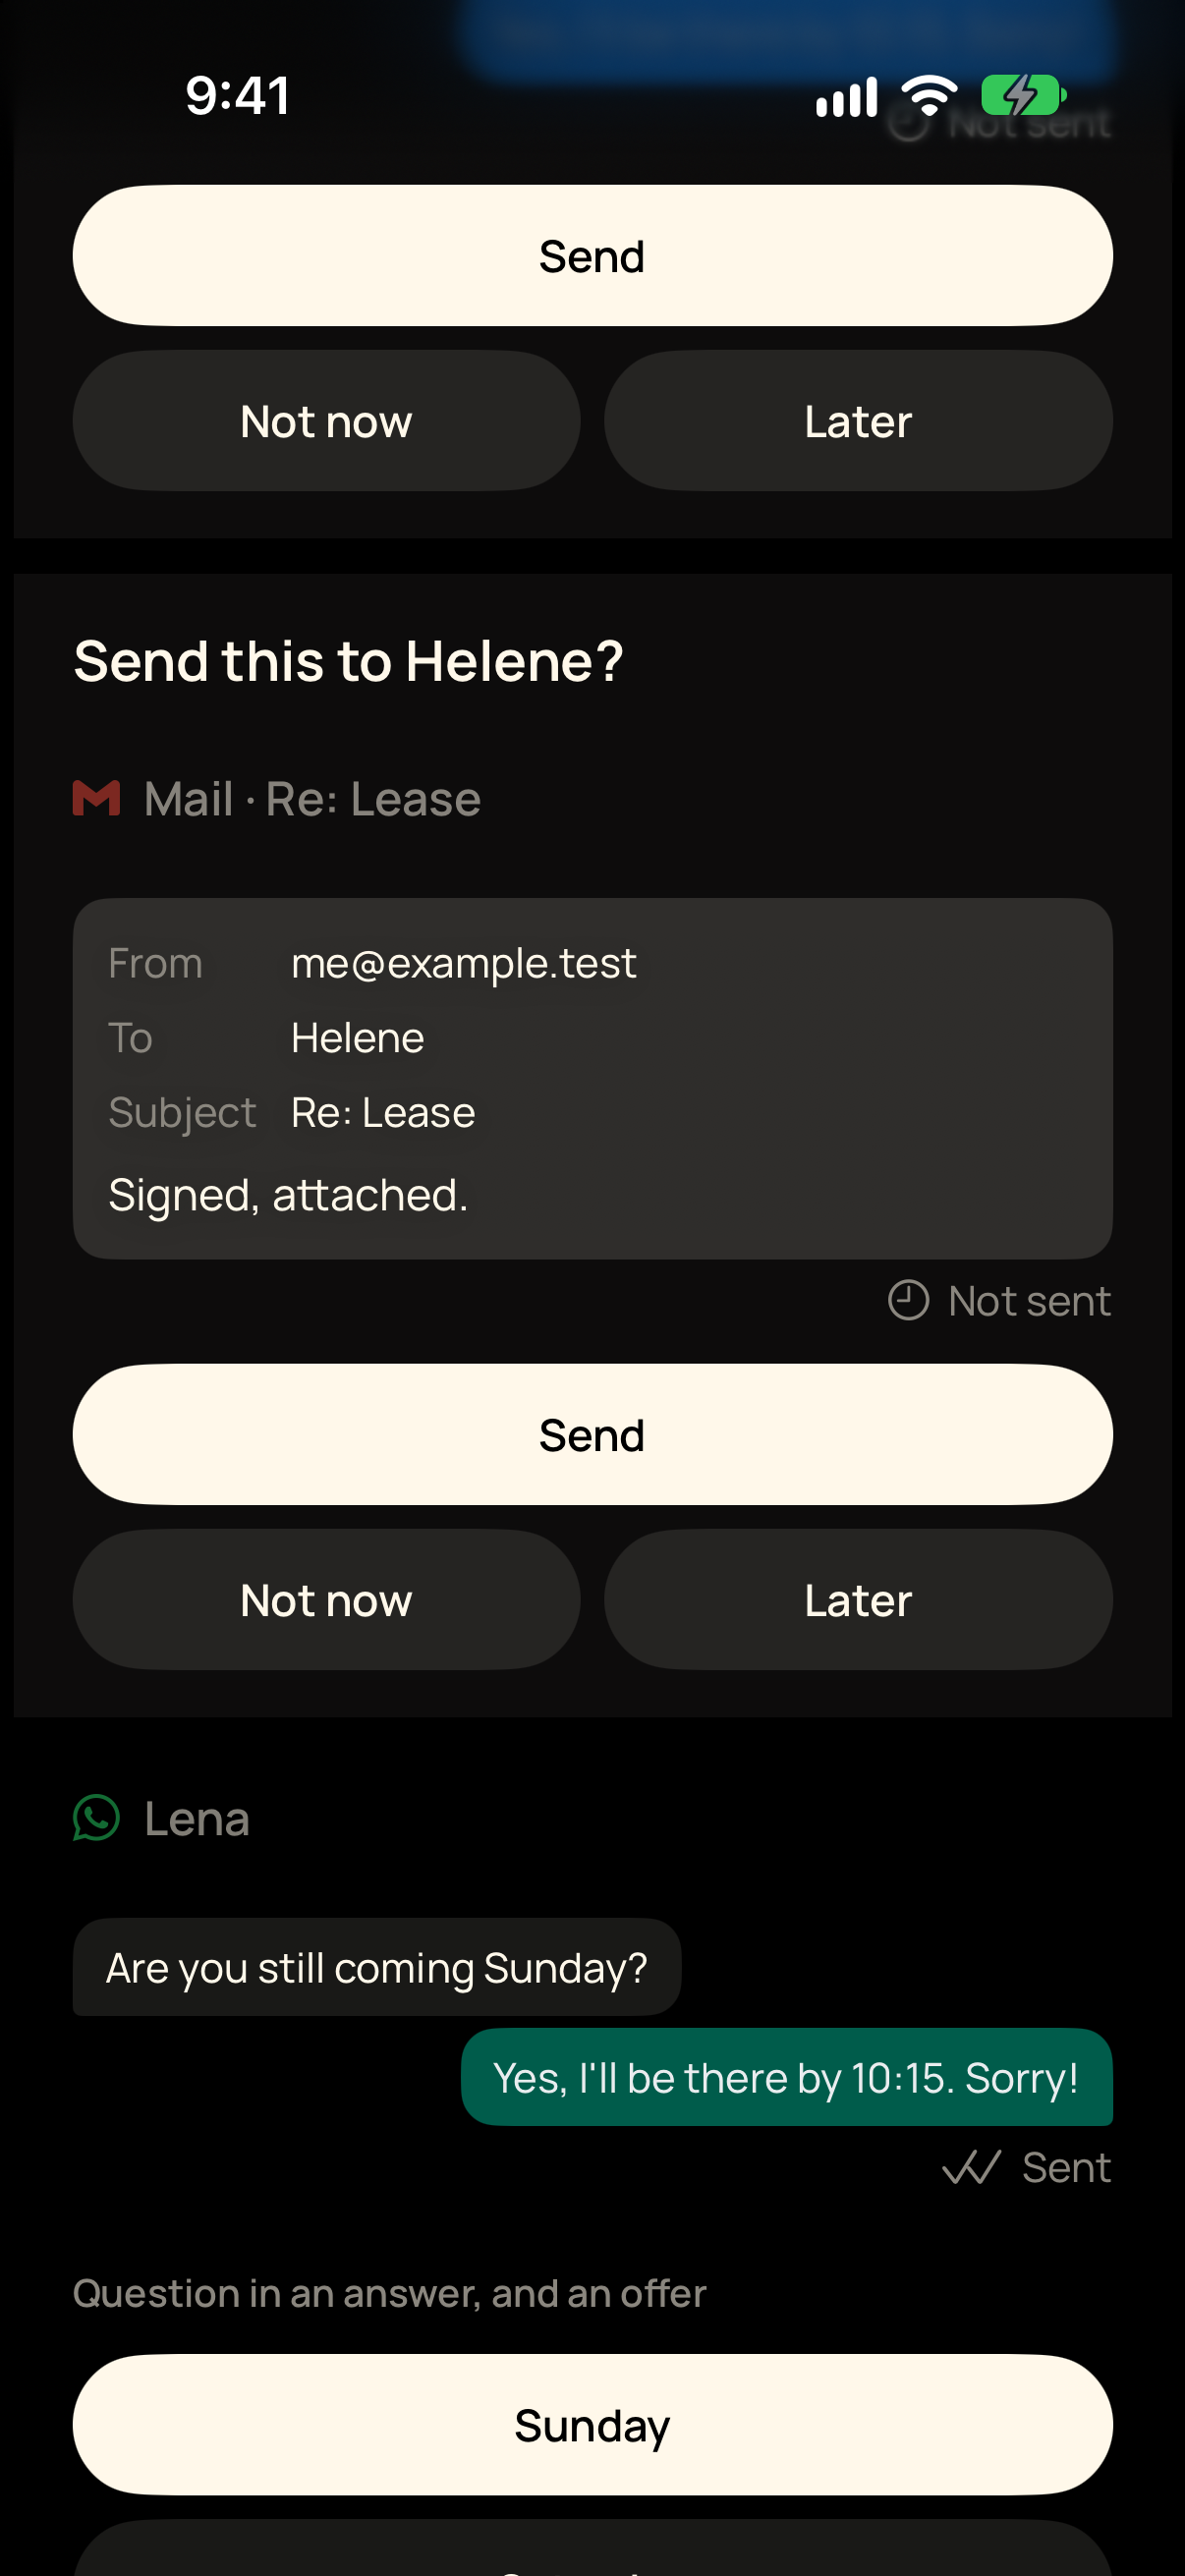 9:41
Not sent
Send
Not now
Later
Send this to Helene?
Mail · Re: Lease
From me@example.test
To Helene
Subject Re: Lease
Signed, attached.
Not sent
Send
Not now
Later
Lena
Are you still coming Sunday?
Yes, I'll be there by 10:15. Sorry!
Sent
Question in an answer, and an offer
Sunday